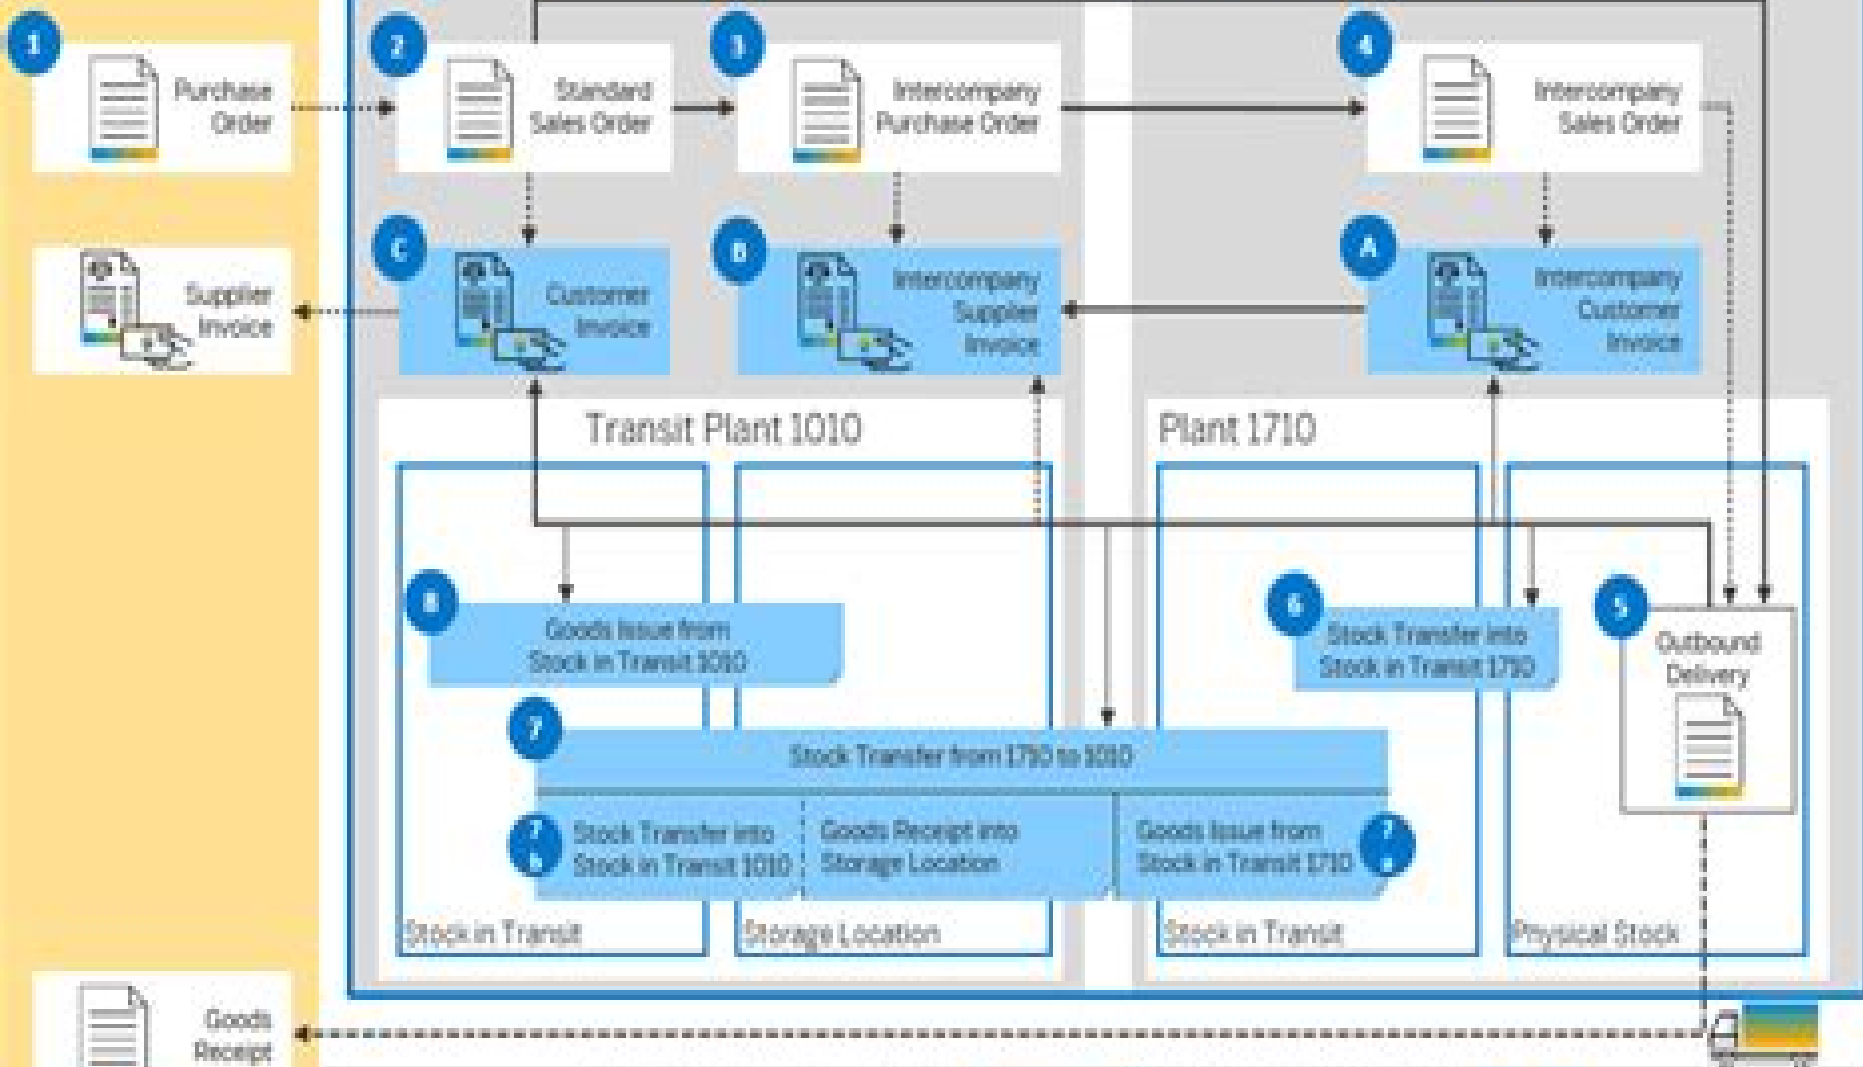 1
Purchase
Order
2
Standard
Sales Order
3
Intercompany
Purchase Order
4
Intercompany
Sales Order
Supplier
Invoice
C
Customer
Invoice
B
Intercompany
Supplier
Invoice
A
Intercompany
Customer
Invoice
Transit Plant 1010
Plant 1710
8
Goods Issue from
Stock in Transit 1010
6
Stock Transfer into
Stock in Transit 1710
5
Outbound
Delivery
7
Stock Transfer from 1710 to 1010
7
Stock Transfer into
Stock in Transit 1010
Goods Receipt into
Storage Location
Goods Issue from
Stock in Transit 1710
7
Stock in Transit
Storage Location
Stock in Transit
Physical Stock
Goods
Receipt